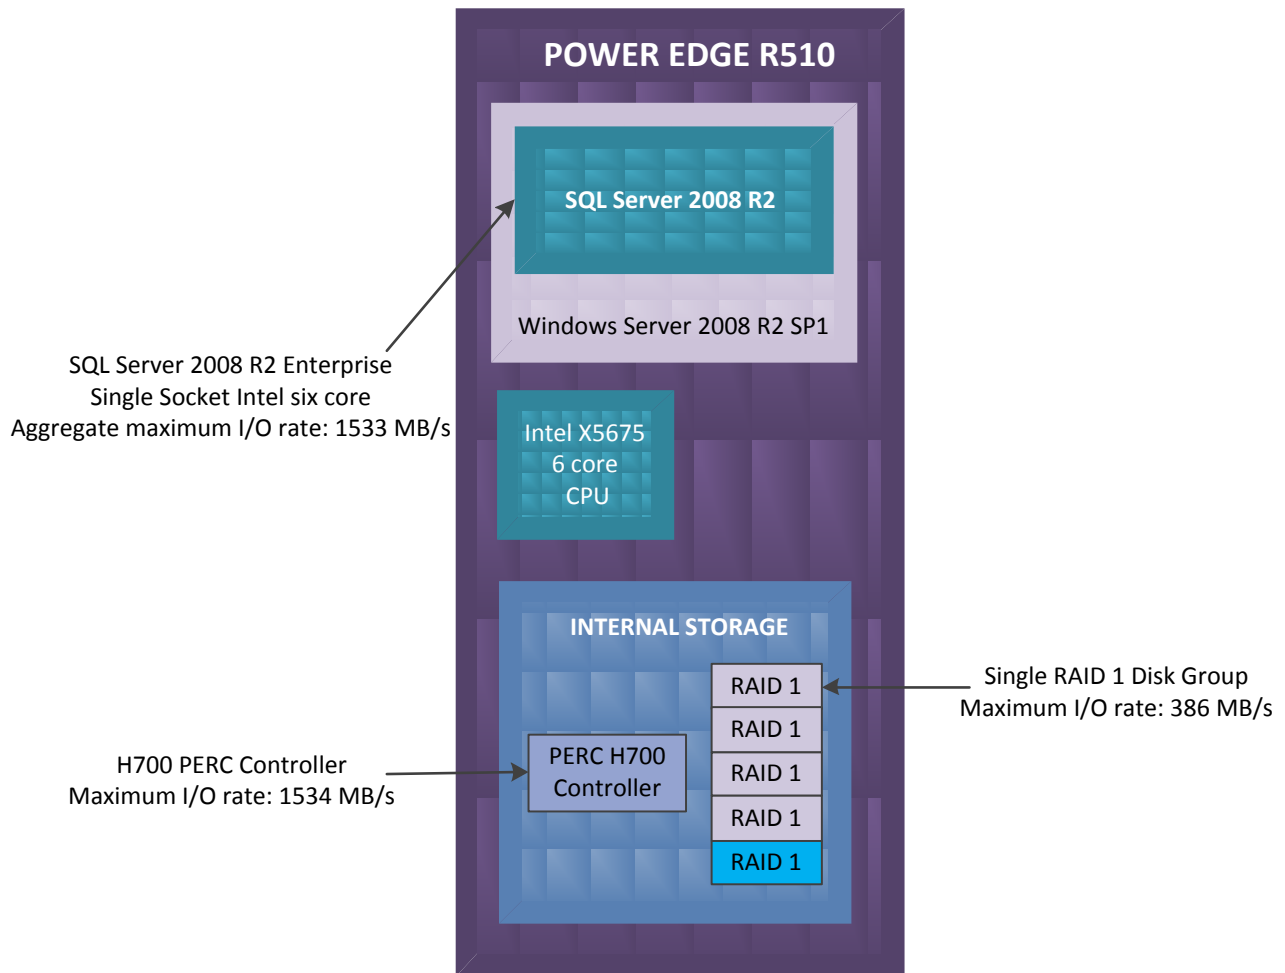 POWER EDGE R510
SQL Server 2008 R2
Windows Server 2008 R2 SP1
SQL Server 2008 R2 Enterprise
Single Socket Intel six core
Aggregate maximum I/O rate: 1533 MB/s
Intel X5675
6 core
CPU
INTERNAL STORAGE
RAID 1
RAID 1
RAID 1
RAID 1
RAID 1
Single RAID 1 Disk Group
Maximum I/O rate: 386 MB/s
PERC H700
Controller
H700 PERC Controller
Maximum I/O rate: 1534 MB/s